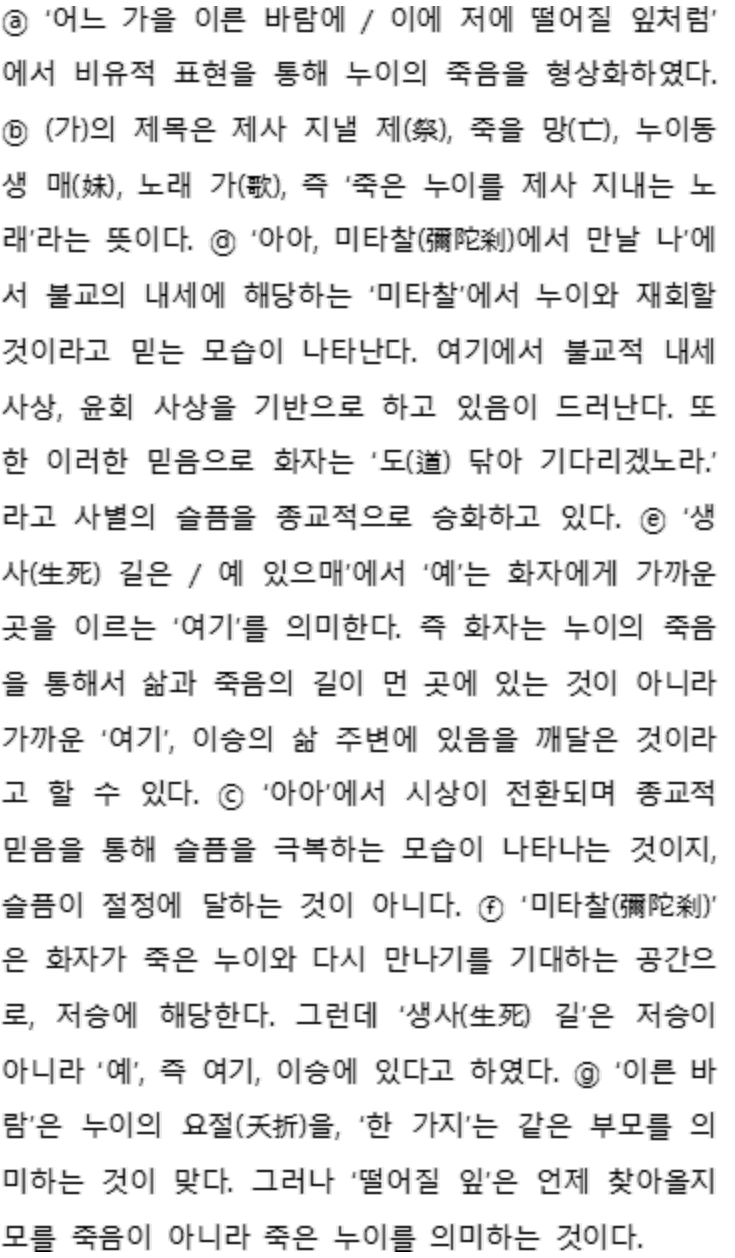 ⓐ ‘어느 가을 이른 바람에 / 이에 저에 떨어질 잎처럼’
에서 비유적 표현을 통해 누이의 죽음을 형상화하였다.
ⓑ (가)의 제목은 제사 지낼 제(祭), 죽을 망(亡), 누이동
생 매(妹), 노래 가(歌), 즉 ‘죽은 누이를 제사 지내는 노
래’라는 뜻이다. ⓓ ‘아아, 미타찰(彌陀刹)에서 만날 나’에
서 불교의 내세에 해당하는 ‘미타찰’에서 누이와 재회할
것이라고 믿는 모습이 나타난다. 여기에서 불교적 내세
사상, 윤회 사상을 기반으로 하고 있음이 드러난다. 또
한 이러한 믿음으로 화자는 ‘도(道) 닦아 기다리겠노라.’
라고 사별의 슬픔을 종교적으로 승화하고 있다. ⓔ ‘생
사(生死) 길은 / 예 있으매’에서 ‘예’는 화자에게 가까운
곳을 이르는 ‘여기’를 의미한다. 즉 화자는 누이의 죽음
을 통해서 삶과 죽음의 길이 먼 곳에 있는 것이 아니라
가까운 ‘여기’, 이승의 삶 주변에 있음을 깨달은 것이라
고 할 수 있다. ⓒ ‘아아’에서 시상이 전환되며 종교적
믿음을 통해 슬픔을 극복하는 모습이 나타나는 것이지,
슬픔이 절정에 달하는 것이 아니다. ⓕ ‘미타찰(彌陀刹)’
은 화자가 죽은 누이와 다시 만나기를 기대하는 공간으
로, 저승에 해당한다. 그런데 ‘생사(生死) 길’은 저승이
아니라 ‘예’, 즉 여기, 이승에 있다고 하였다. ⓖ ‘이른 바
람’은 누이의 요절(夭折)을, ‘한 가지’는 같은 부모를 의
미하는 것이 맞다. 그러나 ‘떨어질 잎’은 언제 찾아올지
모를 죽음이 아니라 죽은 누이를 의미하는 것이다.